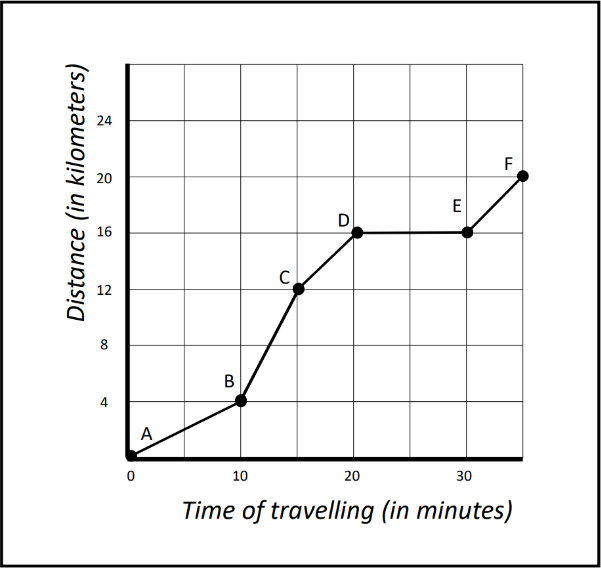 Distance (in kilometers)
24
20
16
12
8
4
F
E
D
C
B
A
0 10 20 30
Time of travelling (in minutes)